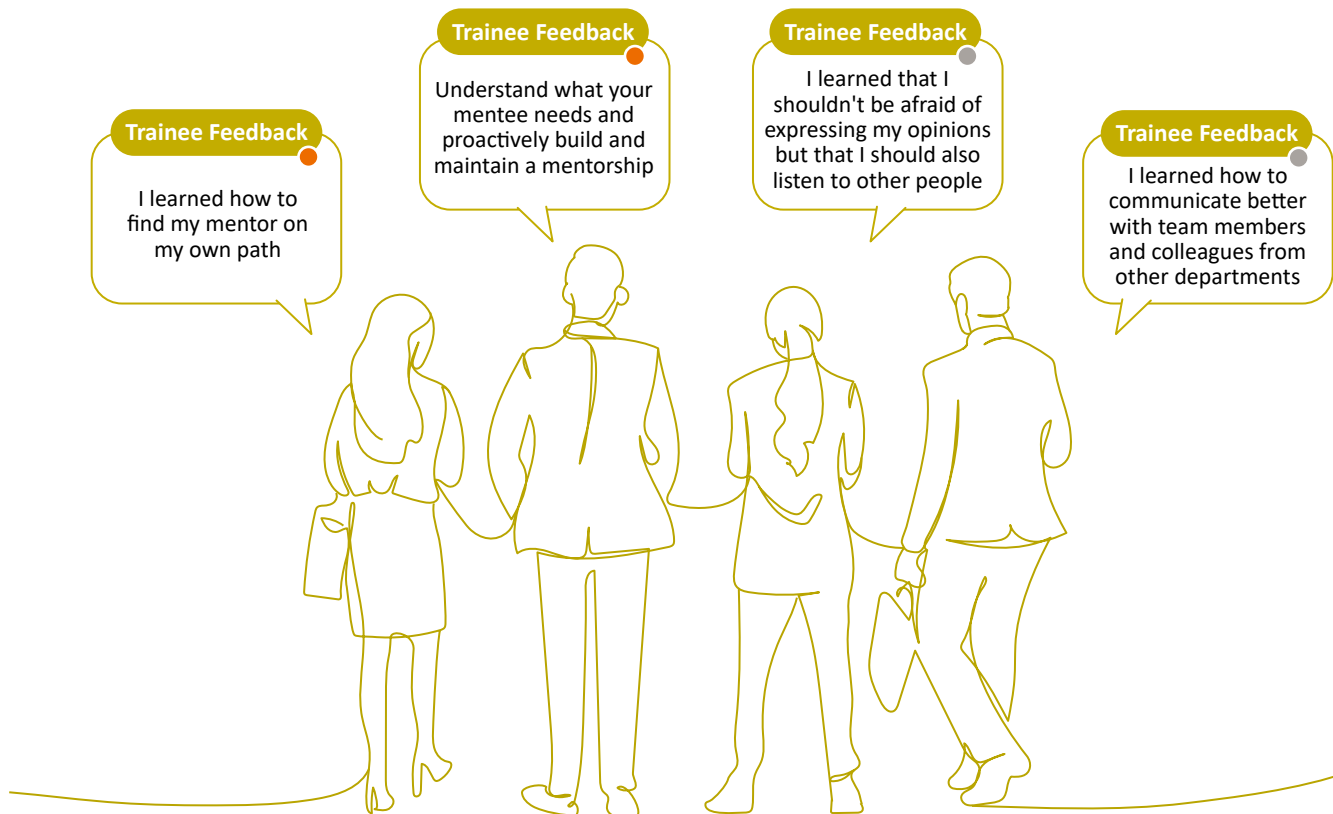 Trainee Feedback
I learned how to
find my mentor on
my own path
Trainee Feedback
Understand what your
mentee needs and
proactively build and
maintain a mentorship
Trainee Feedback
I learned that I
shouldn't be afraid of
expressing my opinions
but that I should also
listen to other people
Trainee Feedback
I learned how to
communicate better
with team members
and colleagues from
other departments